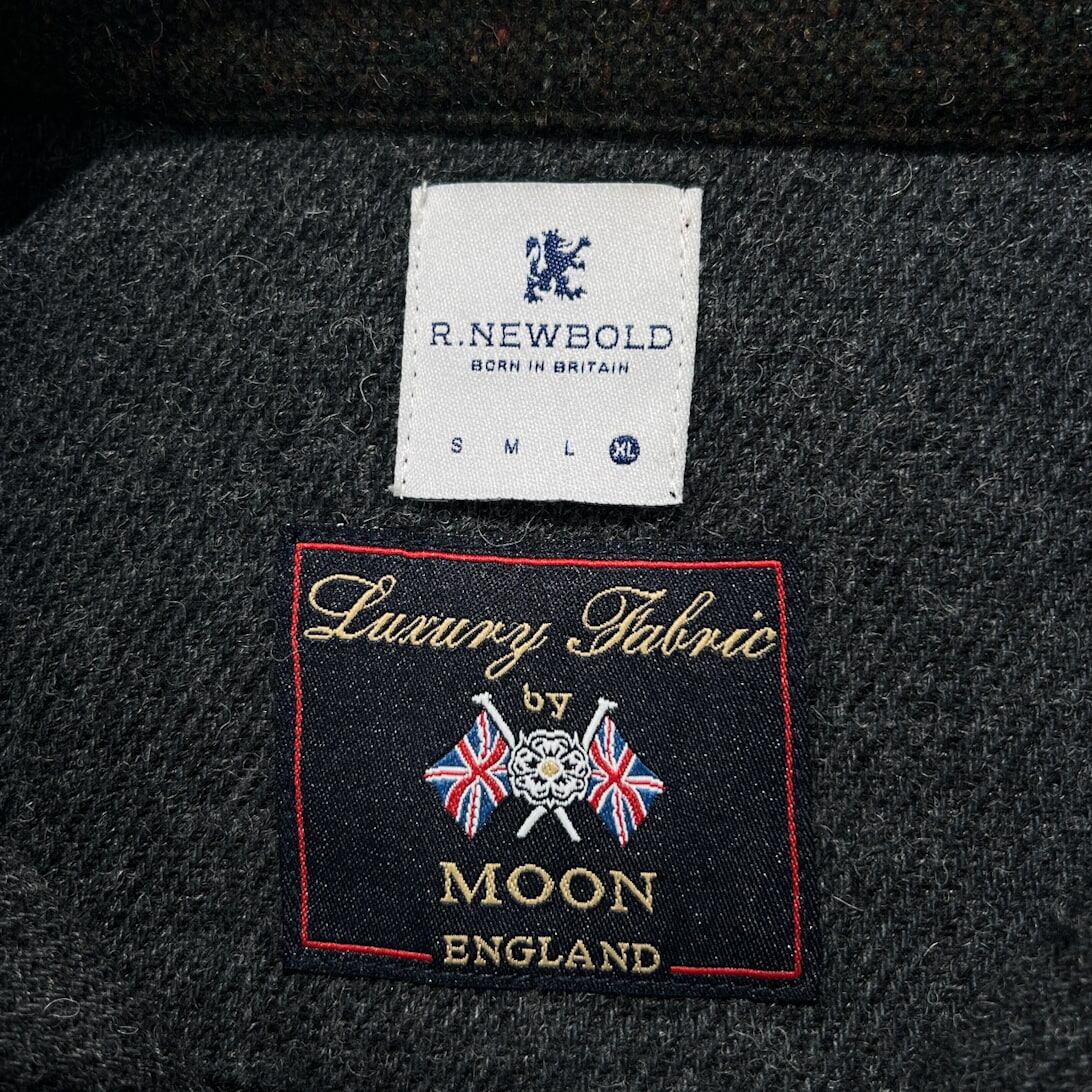 R.NEWBOLD
BORN IN BRITAIN
S M L XL
Luxury Fabric
by
MOON
ENGLAND